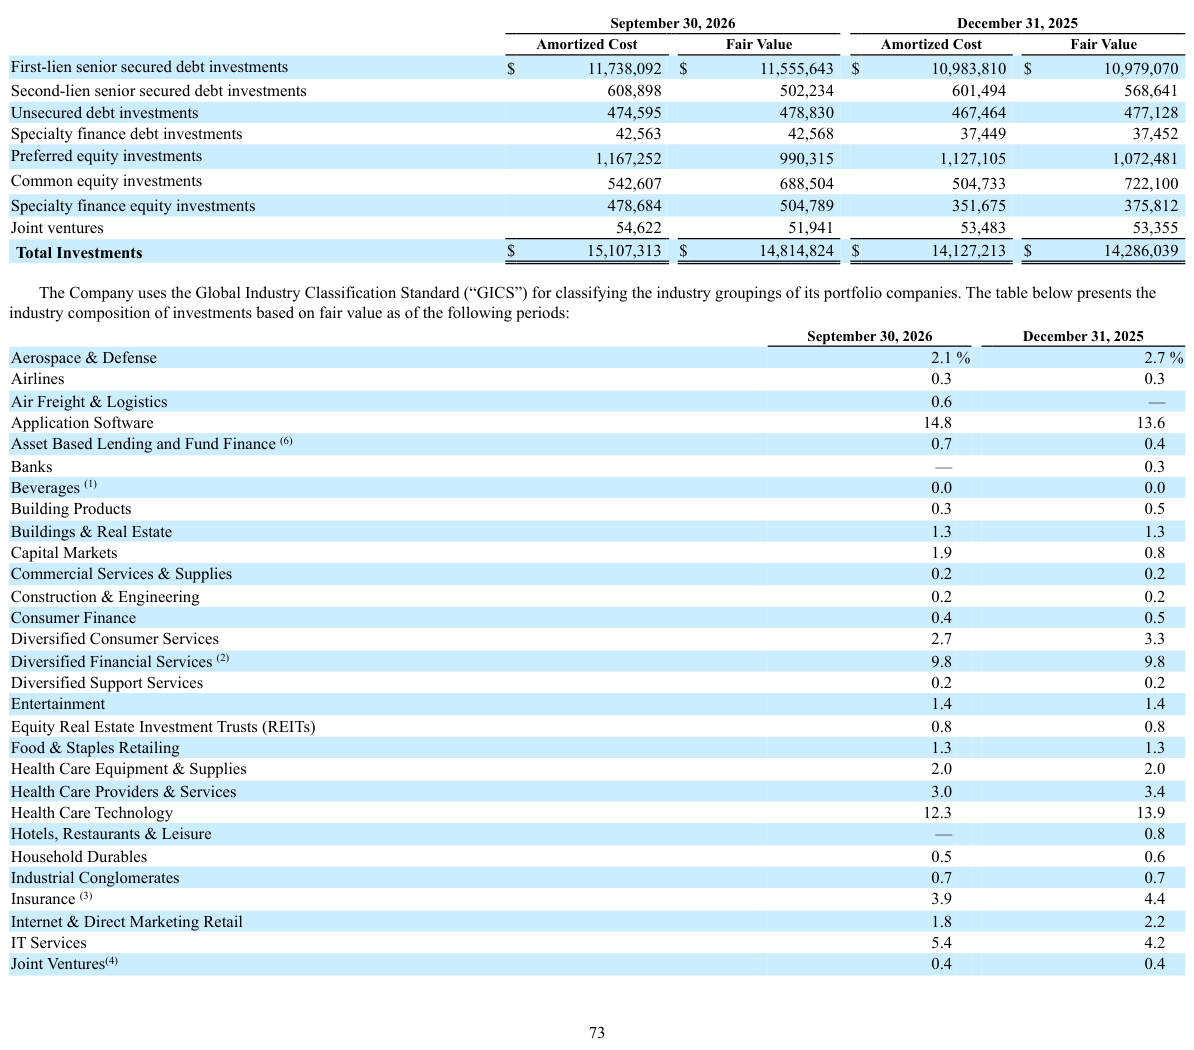 September 30, 2026 December 31, 2025
Amortized Cost Fair Value Amortized Cost Fair Value
First-lien senior secured debt investments $ 11,738,092 $ 11,555,643 $ 10,983,810 $ 10,979,070
Second-lien senior secured debt investments 608,898 502,234 601,494 568,641
Unsecured debt investments 474,595 478,830 467,464 477,128
Specialty finance debt investments 42,563 42,568 37,449 37,452
Preferred equity investments 1,167,252 990,315 1,127,105 1,072,481
Common equity investments 542,607 688,504 504,733 722,100
Specialty finance equity investments 478,684 504,789 351,675 375,812
Joint ventures 54,622 51,941 53,483 53,355
Total Investments $ 15,107,313 $ 14,814,824 $ 14,127,213 $ 14,286,039
The Company uses the Global Industry Classification Standard (“GICS”) for classifying the industry groupings of its portfolio companies. The table below presents the
industry composition of investments based on fair value as of the following periods:
September 30, 2026 December 31, 2025
Aerospace & Defense 2.1 % 2.7 %
Airlines 0.3 0.3
Air Freight & Logistics 0.6 —
Application Software 14.8 13.6
Asset Based Lending and Fund Finance (6) 0.7 0.4
Banks — 0.3
Beverages (1) 0.0 0.0
Building Products 0.3 0.5
Buildings & Real Estate 1.3 1.3
Capital Markets 1.9 0.8
Commercial Services & Supplies 0.2 0.2
Construction & Engineering 0.2 0.2
Consumer Finance 0.4 0.5
Diversified Consumer Services 2.7 3.3
Diversified Financial Services (2) 9.8 9.8
Diversified Support Services 0.2 0.2
Entertainment 1.4 1.4
Equity Real Estate Investment Trusts (REITs) 0.8 0.8
Food & Staples Retailing 1.3 1.3
Health Care Equipment & Supplies 2.0 2.0
Health Care Providers & Services 3.0 3.4
Health Care Technology 12.3 13.9
Hotels, Restaurants & Leisure — 0.8
Household Durables 0.5 0.6
Industrial Conglomerates 0.7 0.7
Insurance (3) 3.9 4.4
Internet & Direct Marketing Retail 1.8 2.2
IT Services 5.4 4.2
Joint Ventures(4) 0.4 0.4
73